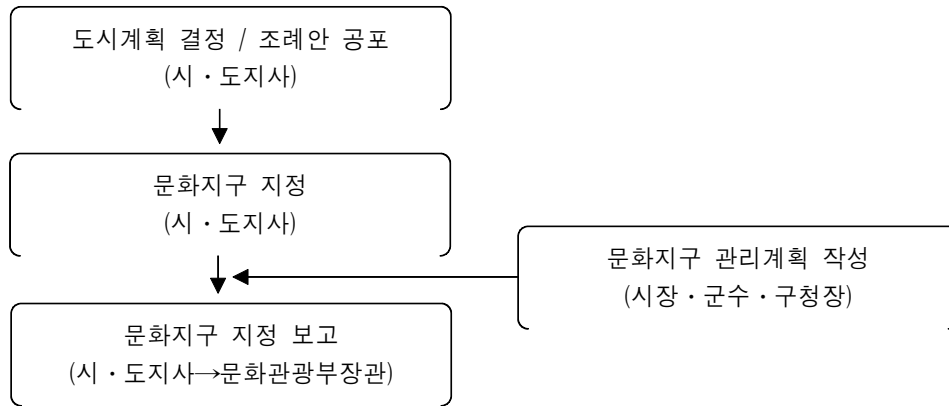 도시계획 결정 / 조례안 공포
(시・도지사)
문화지구 지정
(시・도지사)
문화지구 관리계획 작성
(시장・군수・구청장)
문화지구 지정 보고
(시・도지사→문화관광부장관)